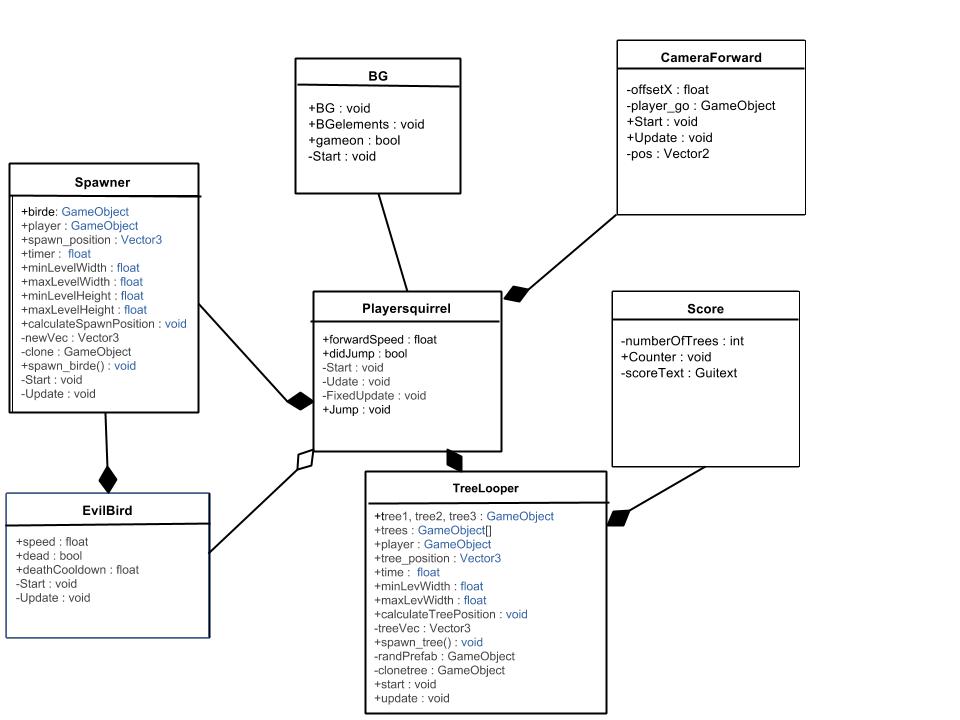 BG
+BG : void
+BGelements : void
+gameon : bool
-Start : void
CameraForward
-offsetX : float
-player_go : GameObject
+Start : void
+Update : void
-pos : Vector2
Spawner
+birde: GameObject
+player : GameObject
+spawn_position : Vector3
+timer :  float
+minLevelWidth : float
+maxLevelWidth : float
+minLevelHeight : float
+maxLevelHeight : float
+calculateSpawnPosition : void
-newVec : Vector3
-clone : GameObject
+spawn_birde() : void
-Start : void
-Update : void
Playersquirrel
+forwardSpeed : float
+didJump : bool
-Start : void
-Udate : void
-FixedUpdate : void
+Jump : void
Score
-numberOfTrees : int
+Counter : void
-scoreText : Guitext
EvilBird
+speed : float
+dead : bool
+deathCooldown : float
-Start : void
-Update : void
TreeLooper
+tree1, tree2, tree3 : GameObject
+trees : GameObject[]
+player : GameObject
+tree_position : Vector3
+time :  float
+minLevWidth : float
+maxLevWidth : float
+calculateTreePosition : void
-treeVec : Vector3
+spawn_tree() : void
-randPrefab : GameObject
-clonetree : GameObject
+start : void
+update : void